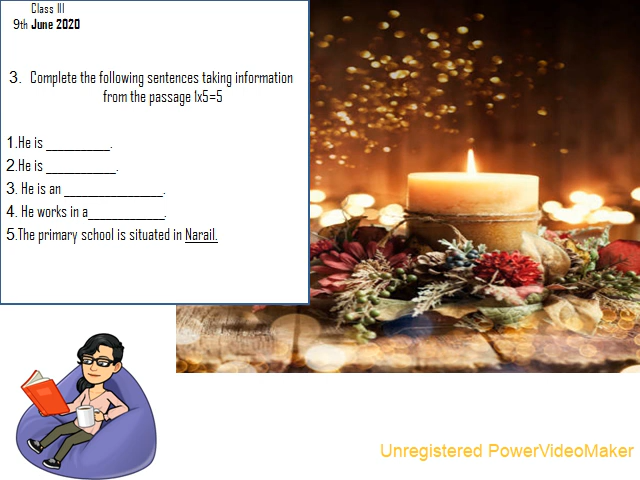 Class III
9th June 2020
3. Complete the following sentences taking information
from the passage 1x5=5
1.He is __________.
2.He is ___________.
3. He is an ________________.
4. He works in a____________.
5.The primary school is situated in Narail.
Unregistered PowerVideoMaker